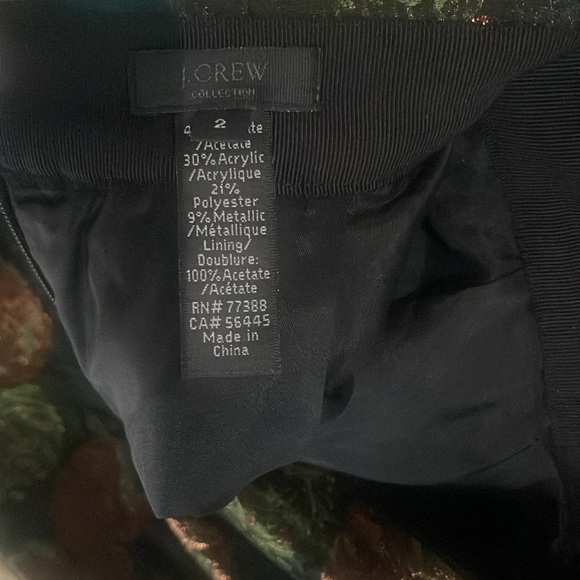 J.CREW
COLLECTION
2
/Acetate
30% Acrylic
/Acrylique
21%
Polyester
9% Metallic
/Métallique
Lining/
Doublure:
100% Acetate
/Acétate
RN# 77388
CA# 56445
Made in
China